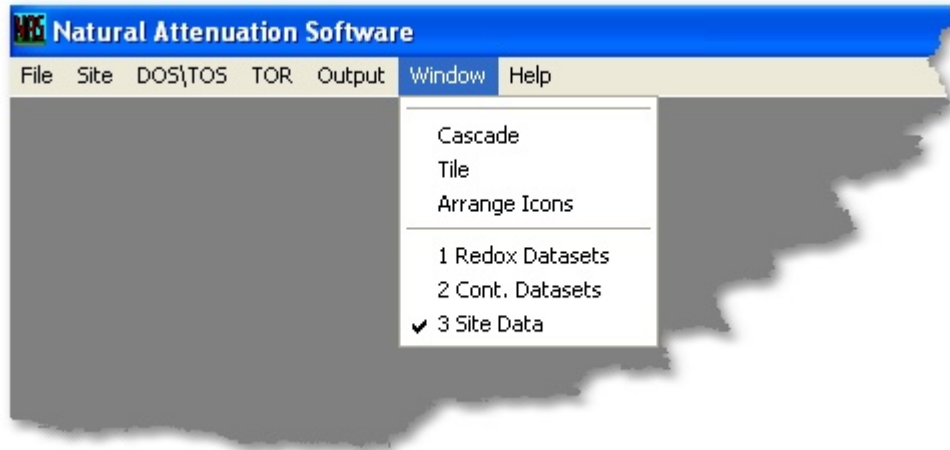 NAS Natural Attenuation Software
File Site DOS\TOS TOR Output Window Help
Cascade
Tile
Arrange Icons
1 Redox Datasets
2 Cont. Datasets
3 Site Data